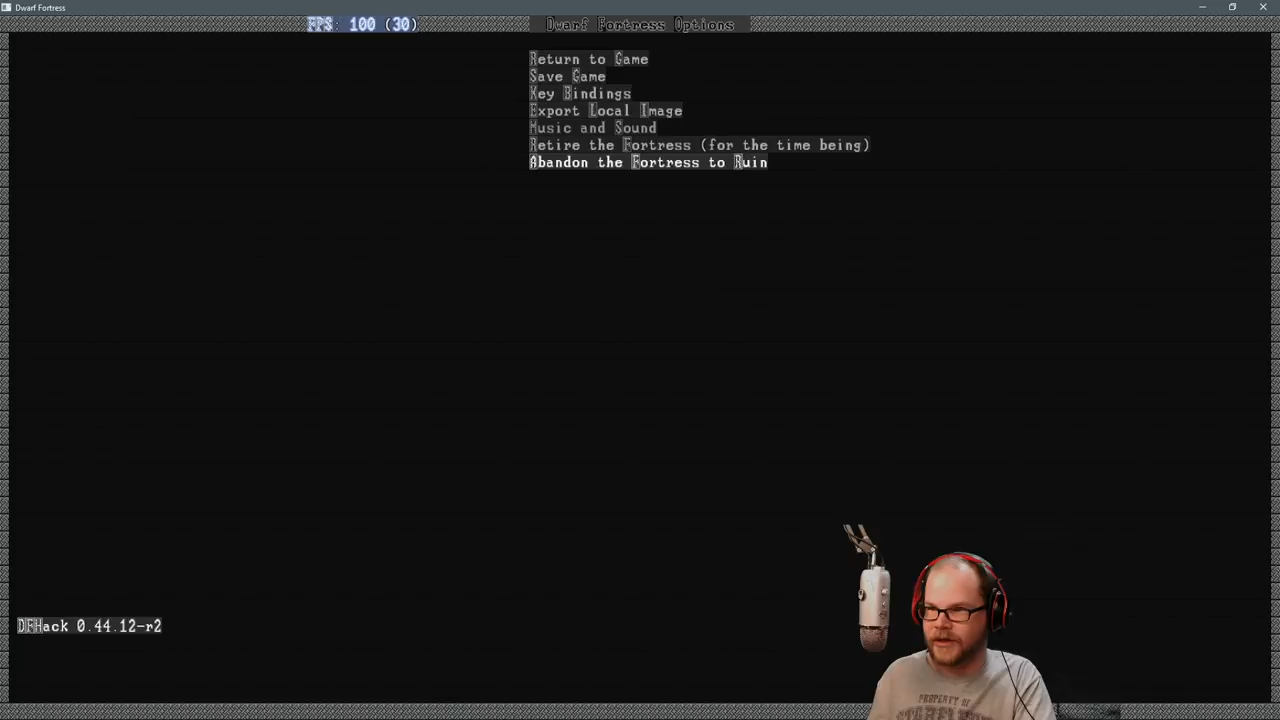 Dwarf Fortress
FPS: 100 (30)
Dwarf Fortress Options
Return to Game
Save Game
Key Bindings
Export Local Image
Music and Sound
Retire the Fortress (for the time being)
Abandon the Fortress to Ruin
DFHack 0.44.12-r2
PROPERTY OF